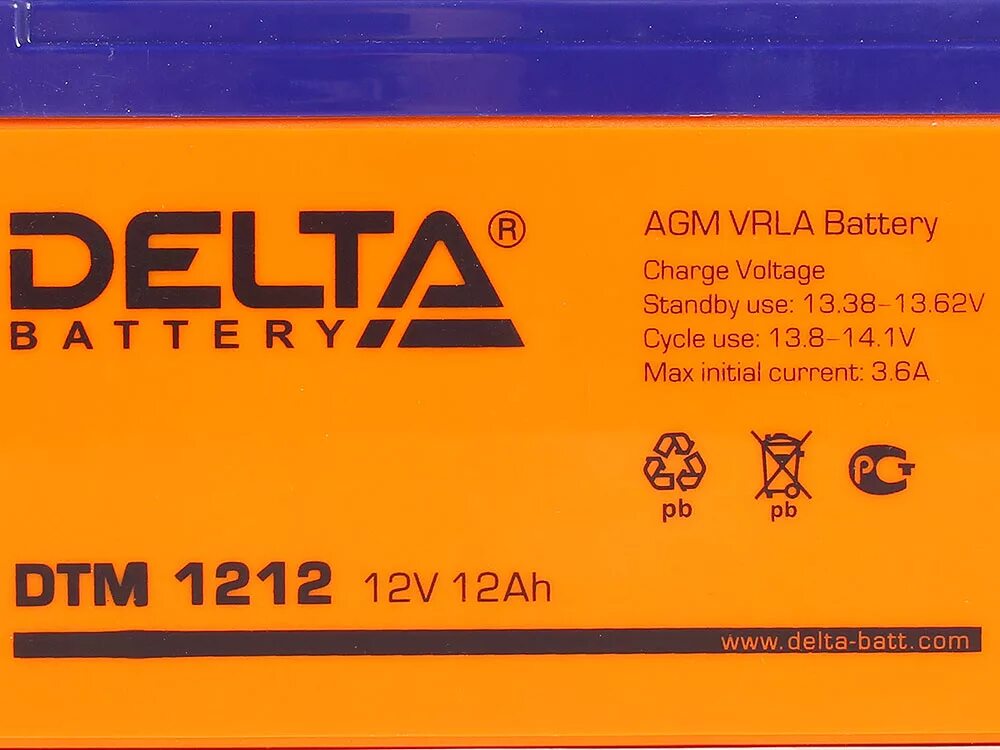 DELTA®
BATTERY
AGM VRLA Battery
Charge Voltage
Standby use: 13.38–13.62V
Cycle use: 13.8–14.1V
Max initial current: 3.6A
pb
pb
РСТ
DTM 1212 12V 12Ah
www.delta-batt.com